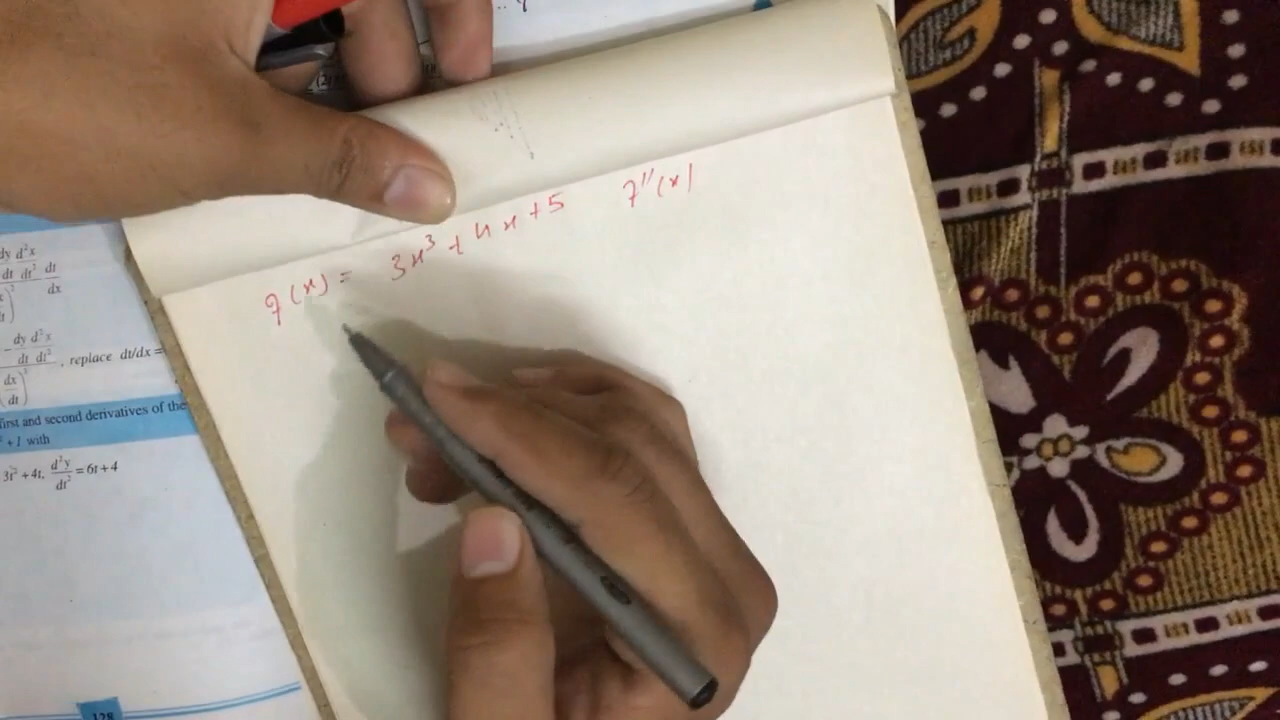 f(x) = 3x³ + 4x + 5 f''(x)
dy d²x
dt dt² dt
dx
- dy d²x
dt dt²
, replace dt/dx =
(dx
dt)
first and second derivatives of the
+ 1 with
3t² + 4t, d²y/dt² = 6t + 4
128